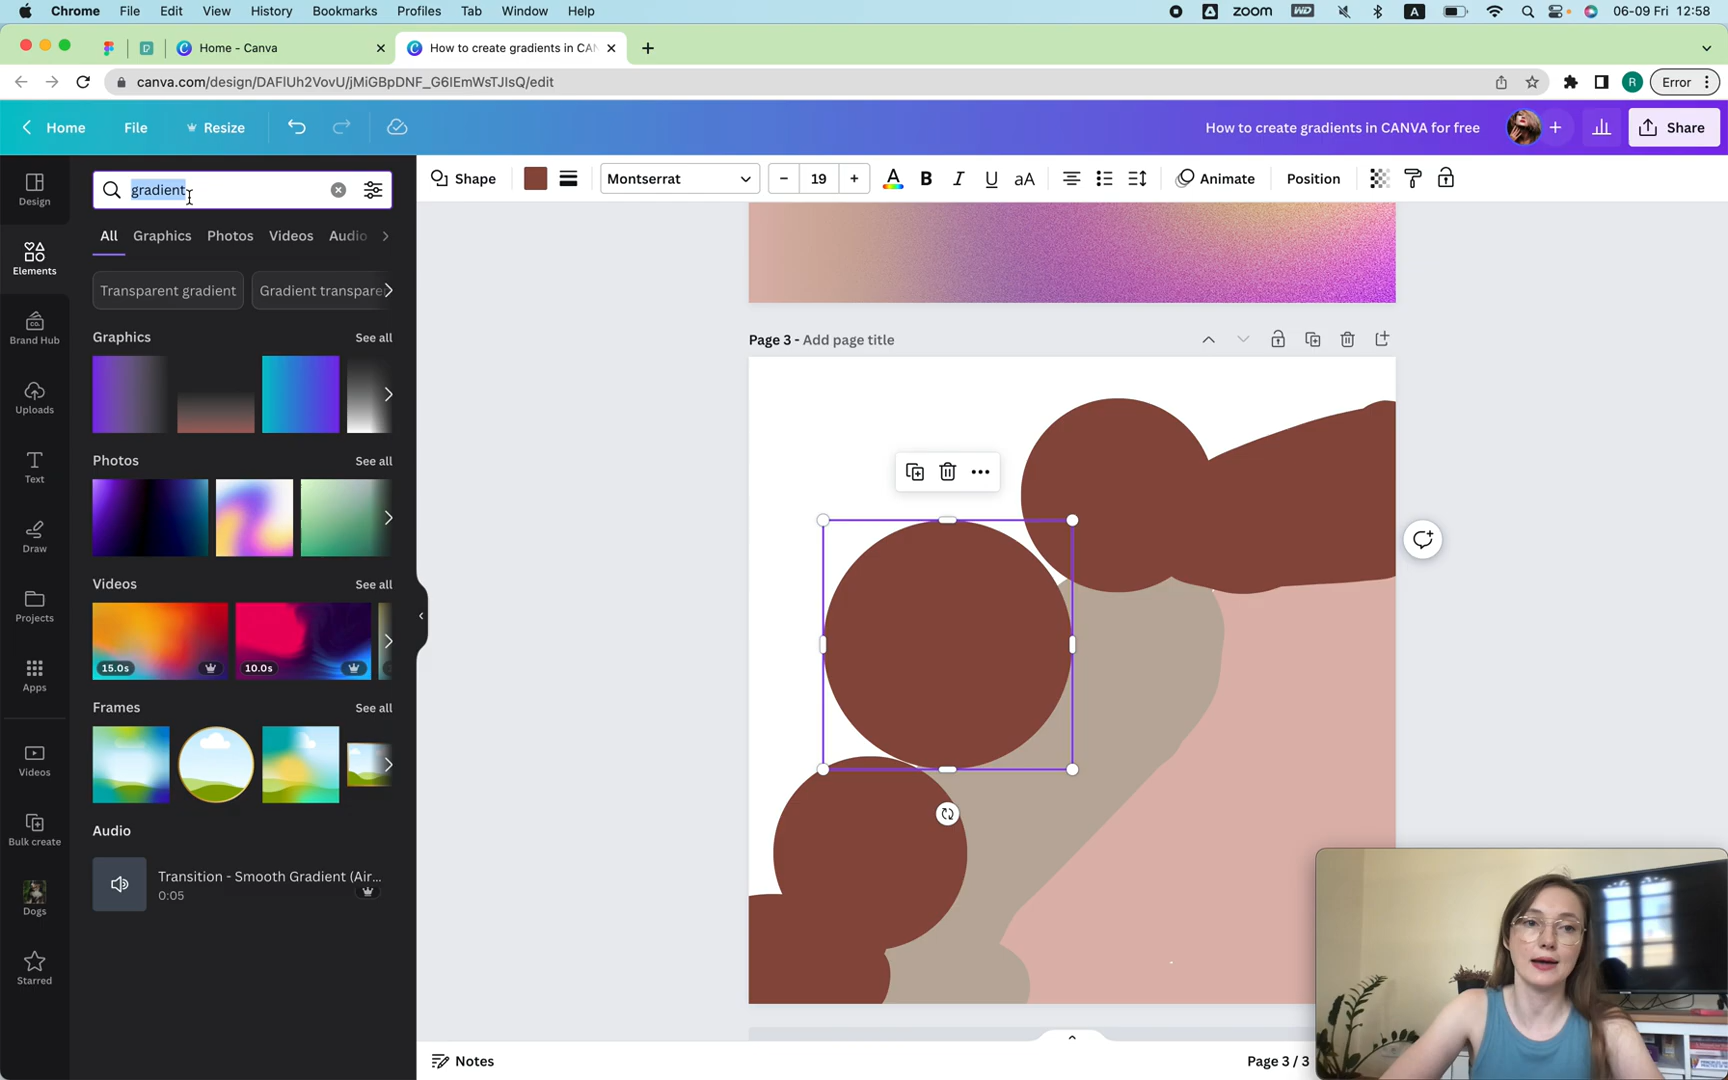 Chrome File Edit View History Bookmarks Profiles Tab Window Help
zoom WD A 06-09 Fri 12:58
Home - Canva
How to create gradients in CAN
canva.com/design/DAFlUh2VovU/jMiGBpDNF_G6IEmWsTJIsQ/edit
R Error
Home File Resize
How to create gradients in CANVA for free
Share
Shape Montserrat 19 A B I U aA Animate Position
Design
Elements
Brand Hub
CO.
Uploads
Text
Draw
Projects
Apps
Videos
Bulk create
Dogs
Starred
gradient
All Graphics Photos Videos Audio
Transparent gradient Gradient transpare
Graphics See all
Photos See all
Videos See all
15.0s 10.0s
Frames See all
Audio
Transition - Smooth Gradient (Air...
0:05
Page 3 - Add page title
Notes
Page 3 / 3